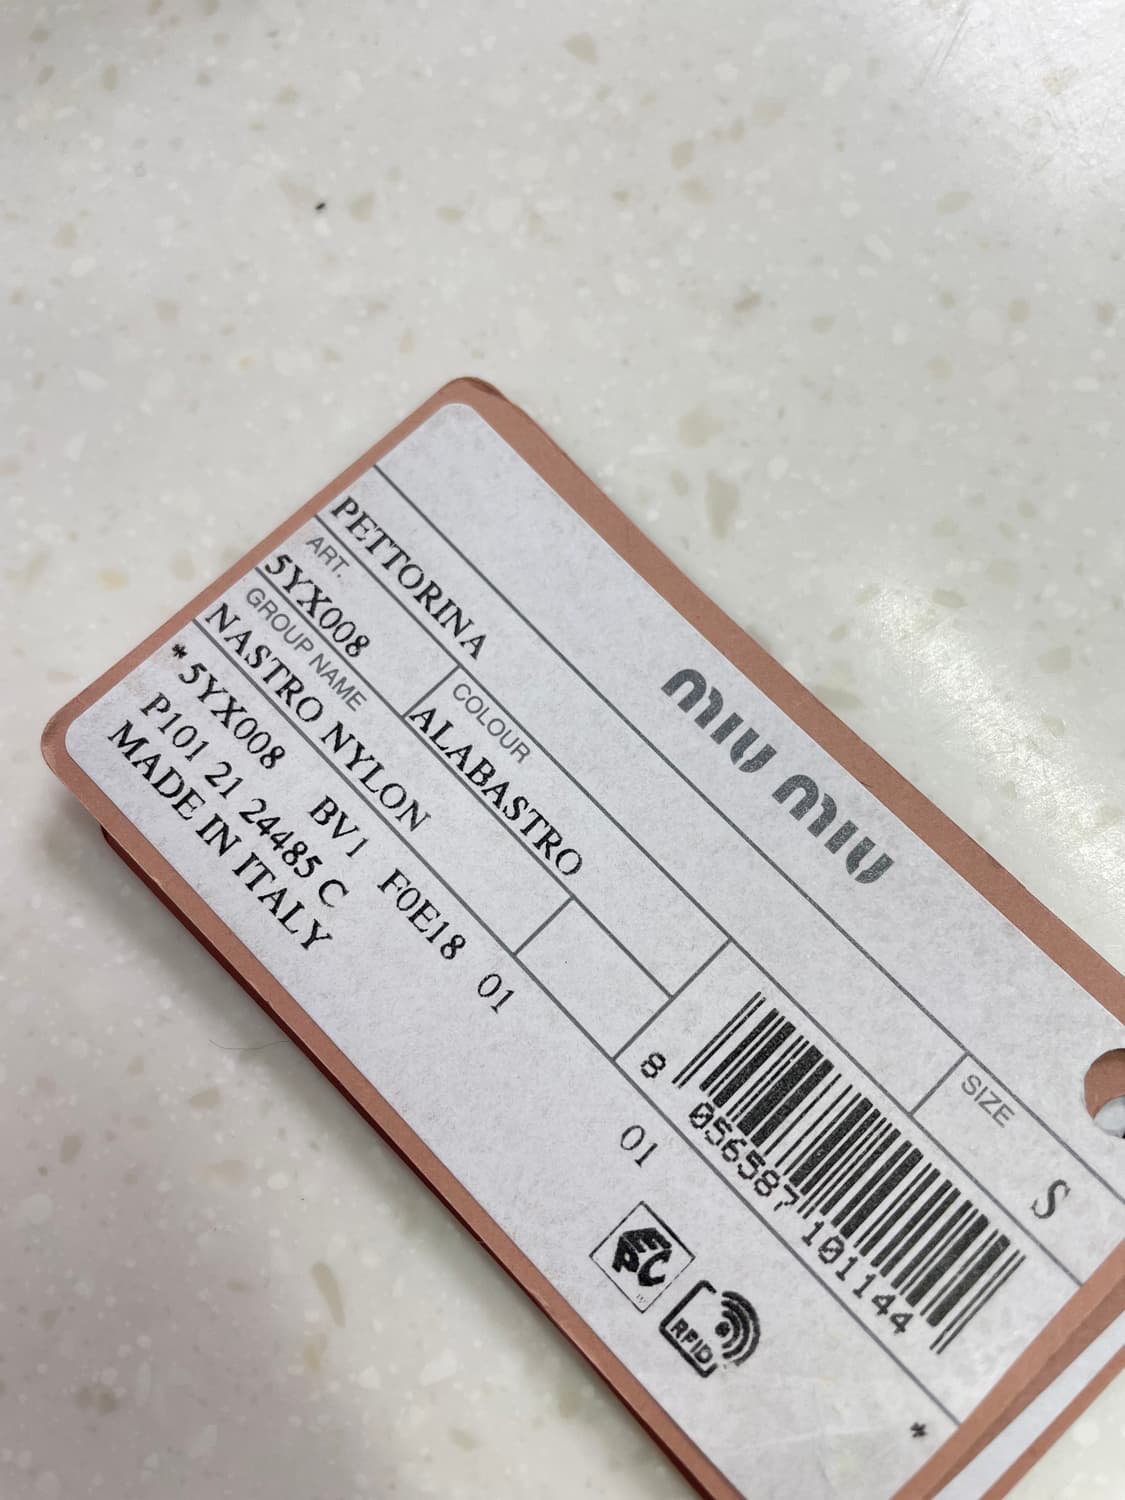 miu miu
SIZE
S
PETTORINA
ART.
5YX008
COLOUR
ALABASTRO
GROUP NAME
NASTRO NYLON
8 056587 101144
*5YX008 BV1 F0E18 01 01
P101 21 24485 C
MADE IN ITALY
EPC
RFID
*